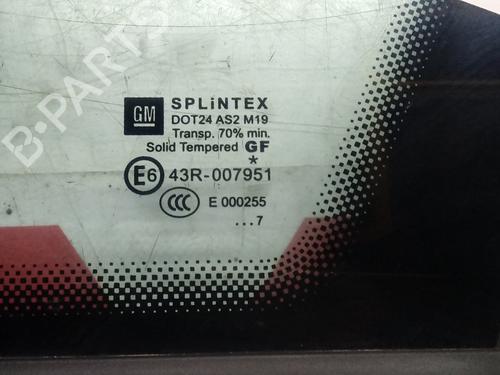 B-PARTS
GM SPLiNTEX
DOT24 AS2 M19
Transp. 70% min.
Solid Tempered GF
*
E6 43R-007951
CCC E 000255
...7